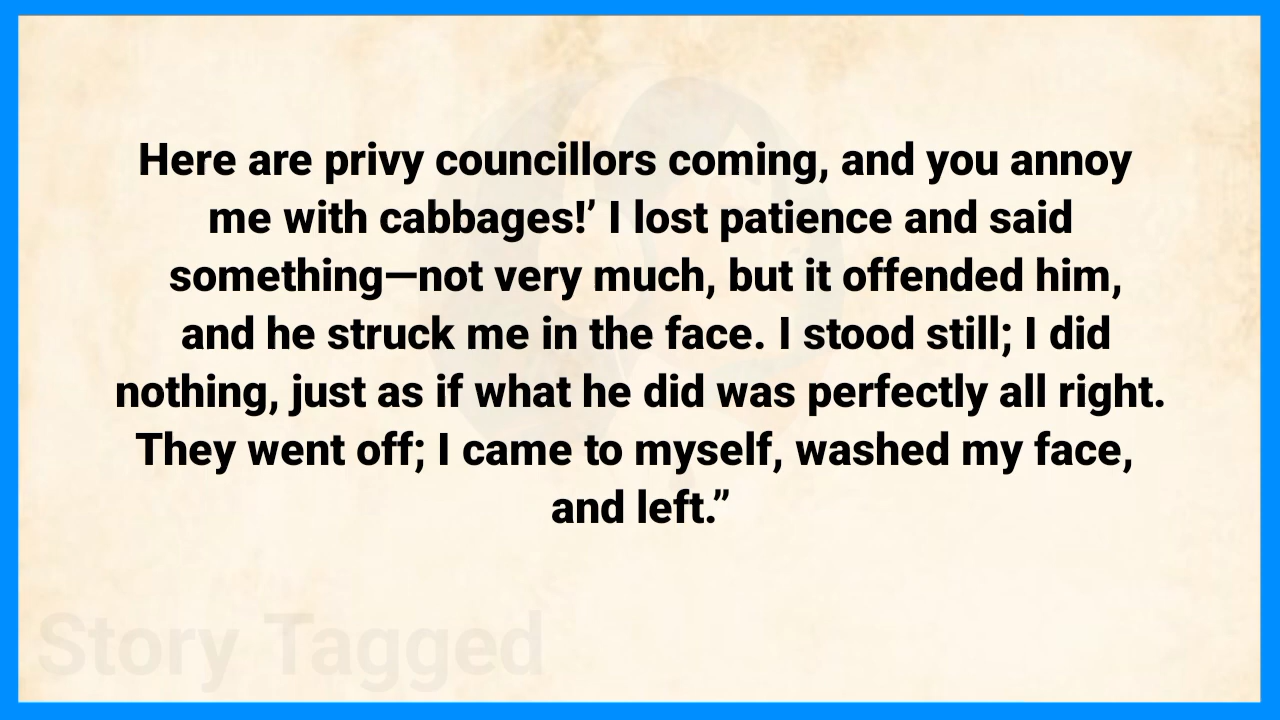 Here are privy councillors coming, and you annoy
me with cabbages!’ I lost patience and said
something—not very much, but it offended him,
and he struck me in the face. I stood still; I did
nothing, just as if what he did was perfectly all right.
They went off; I came to myself, washed my face,
and left.”
Story Tagged